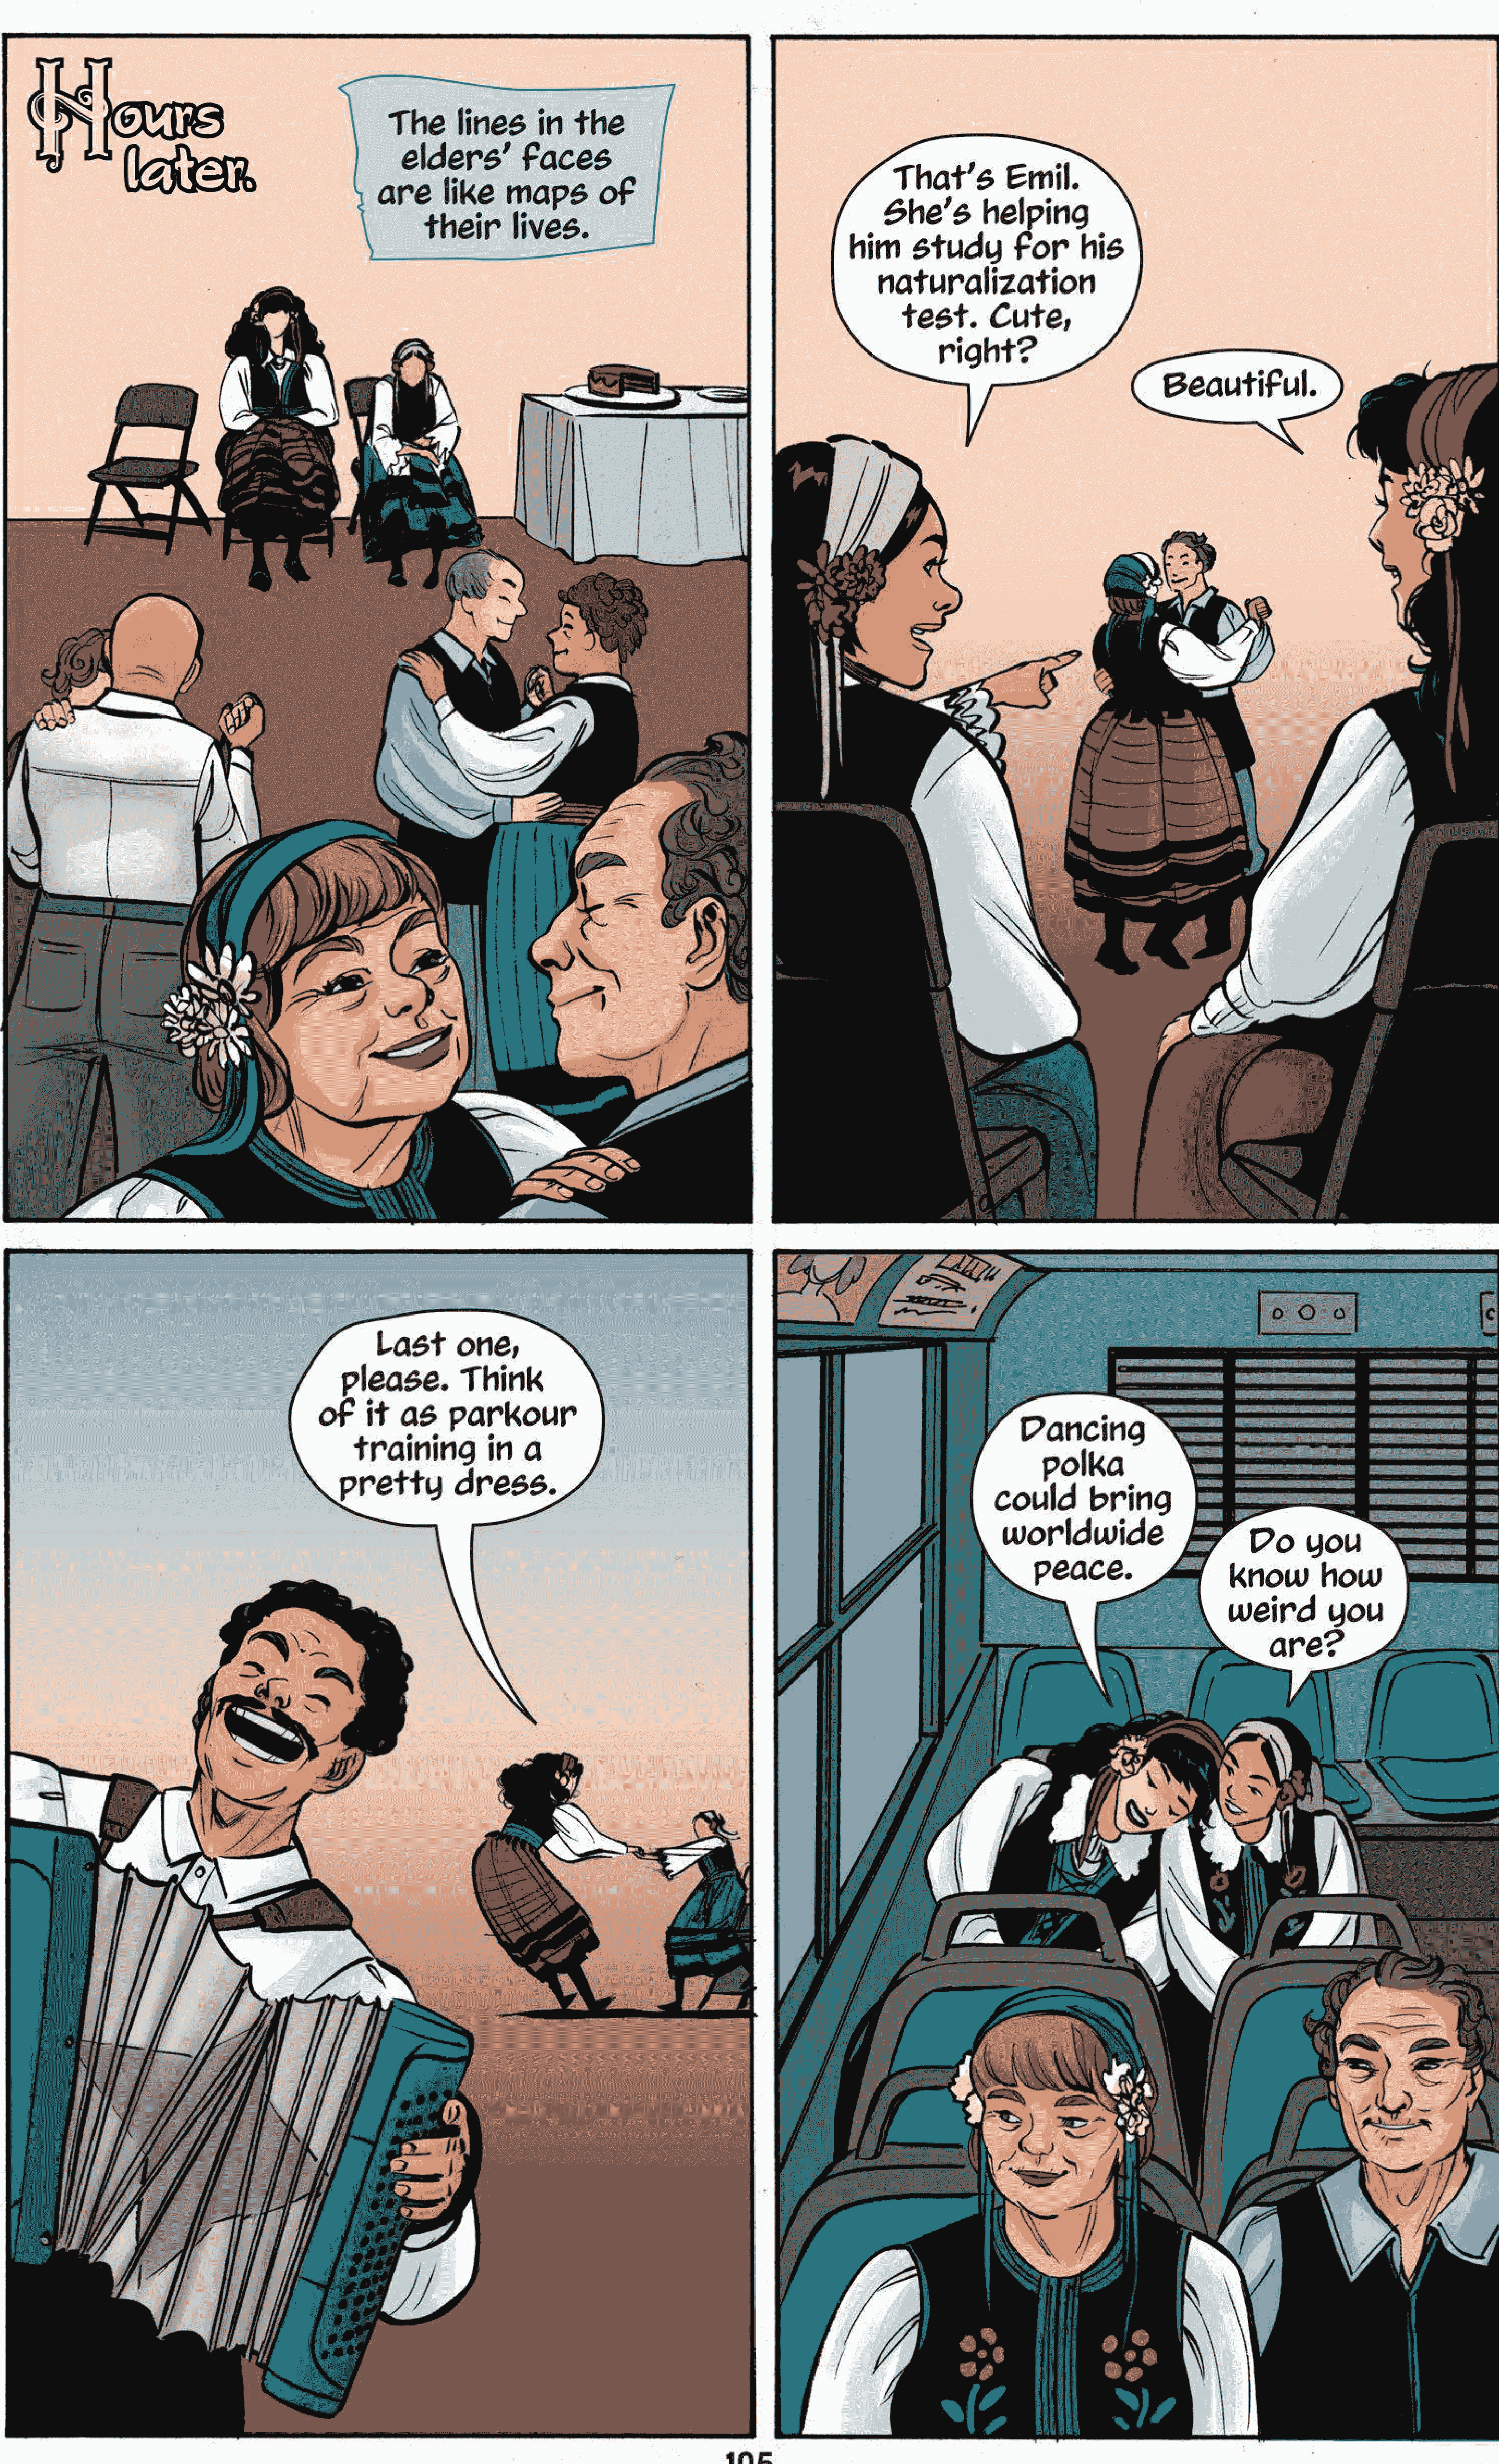 Hours
later.
The lines in the
elders' faces
are like maps of
their lives.
That's Emil.
She's helping
him study for his
naturalization
test. Cute,
right?
Beautiful.
Last one,
please. Think
of it as parkour
training in a
pretty dress.
Dancing
polka
could bring
worldwide
peace.
Do you
know how
weird you
are?
105